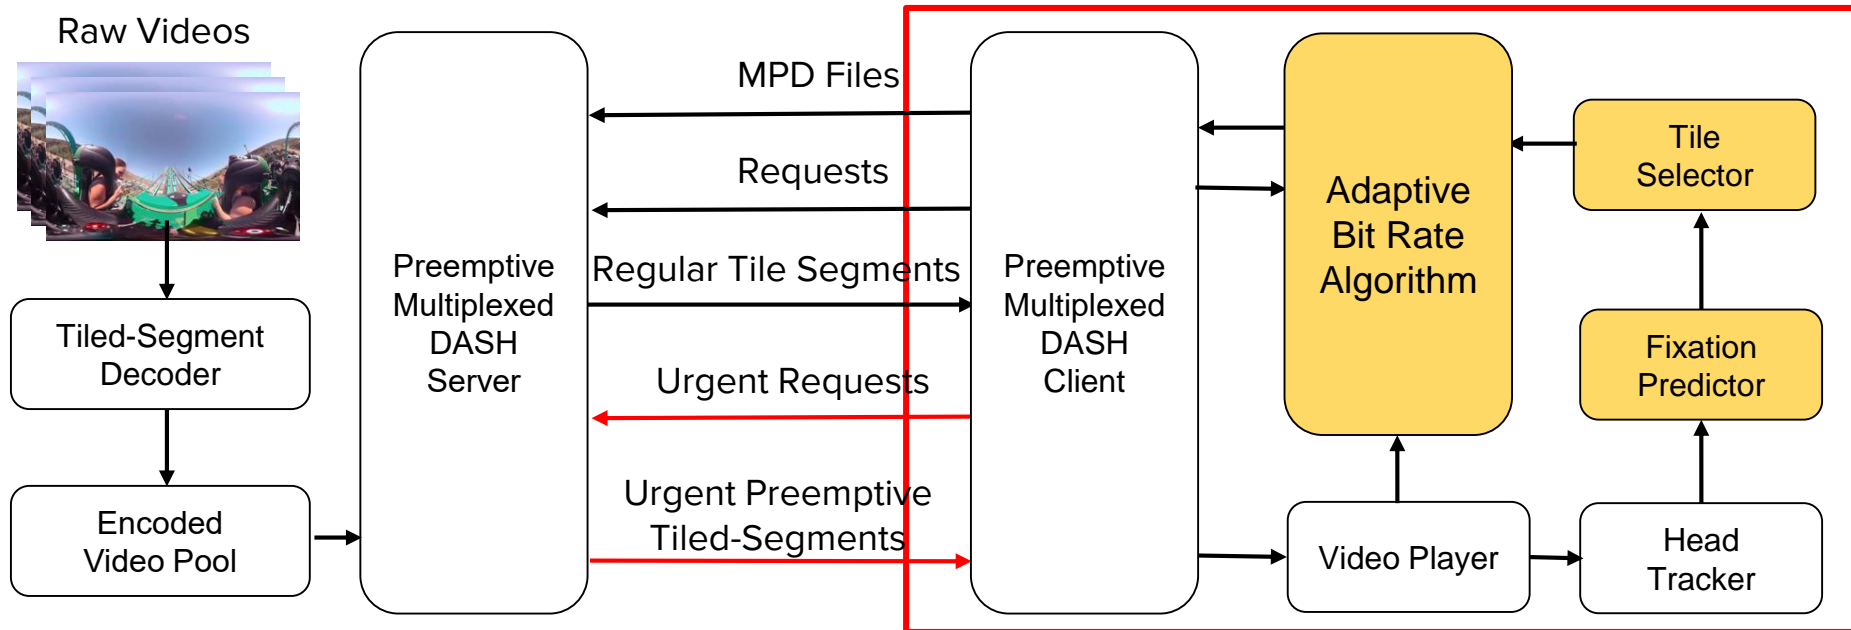 Raw Videos
Tiled-Segment
Decoder
Encoded
Video Pool
Preemptive
Multiplexed
DASH
Server
MPD Files
Requests
Regular Tile Segments
Urgent Requests
Urgent Preemptive
Tiled-Segments
Preemptive
Multiplexed
DASH
Client
Adaptive
Bit Rate
Algorithm
Tile
Selector
Fixation
Predictor
Video Player
Head
Tracker